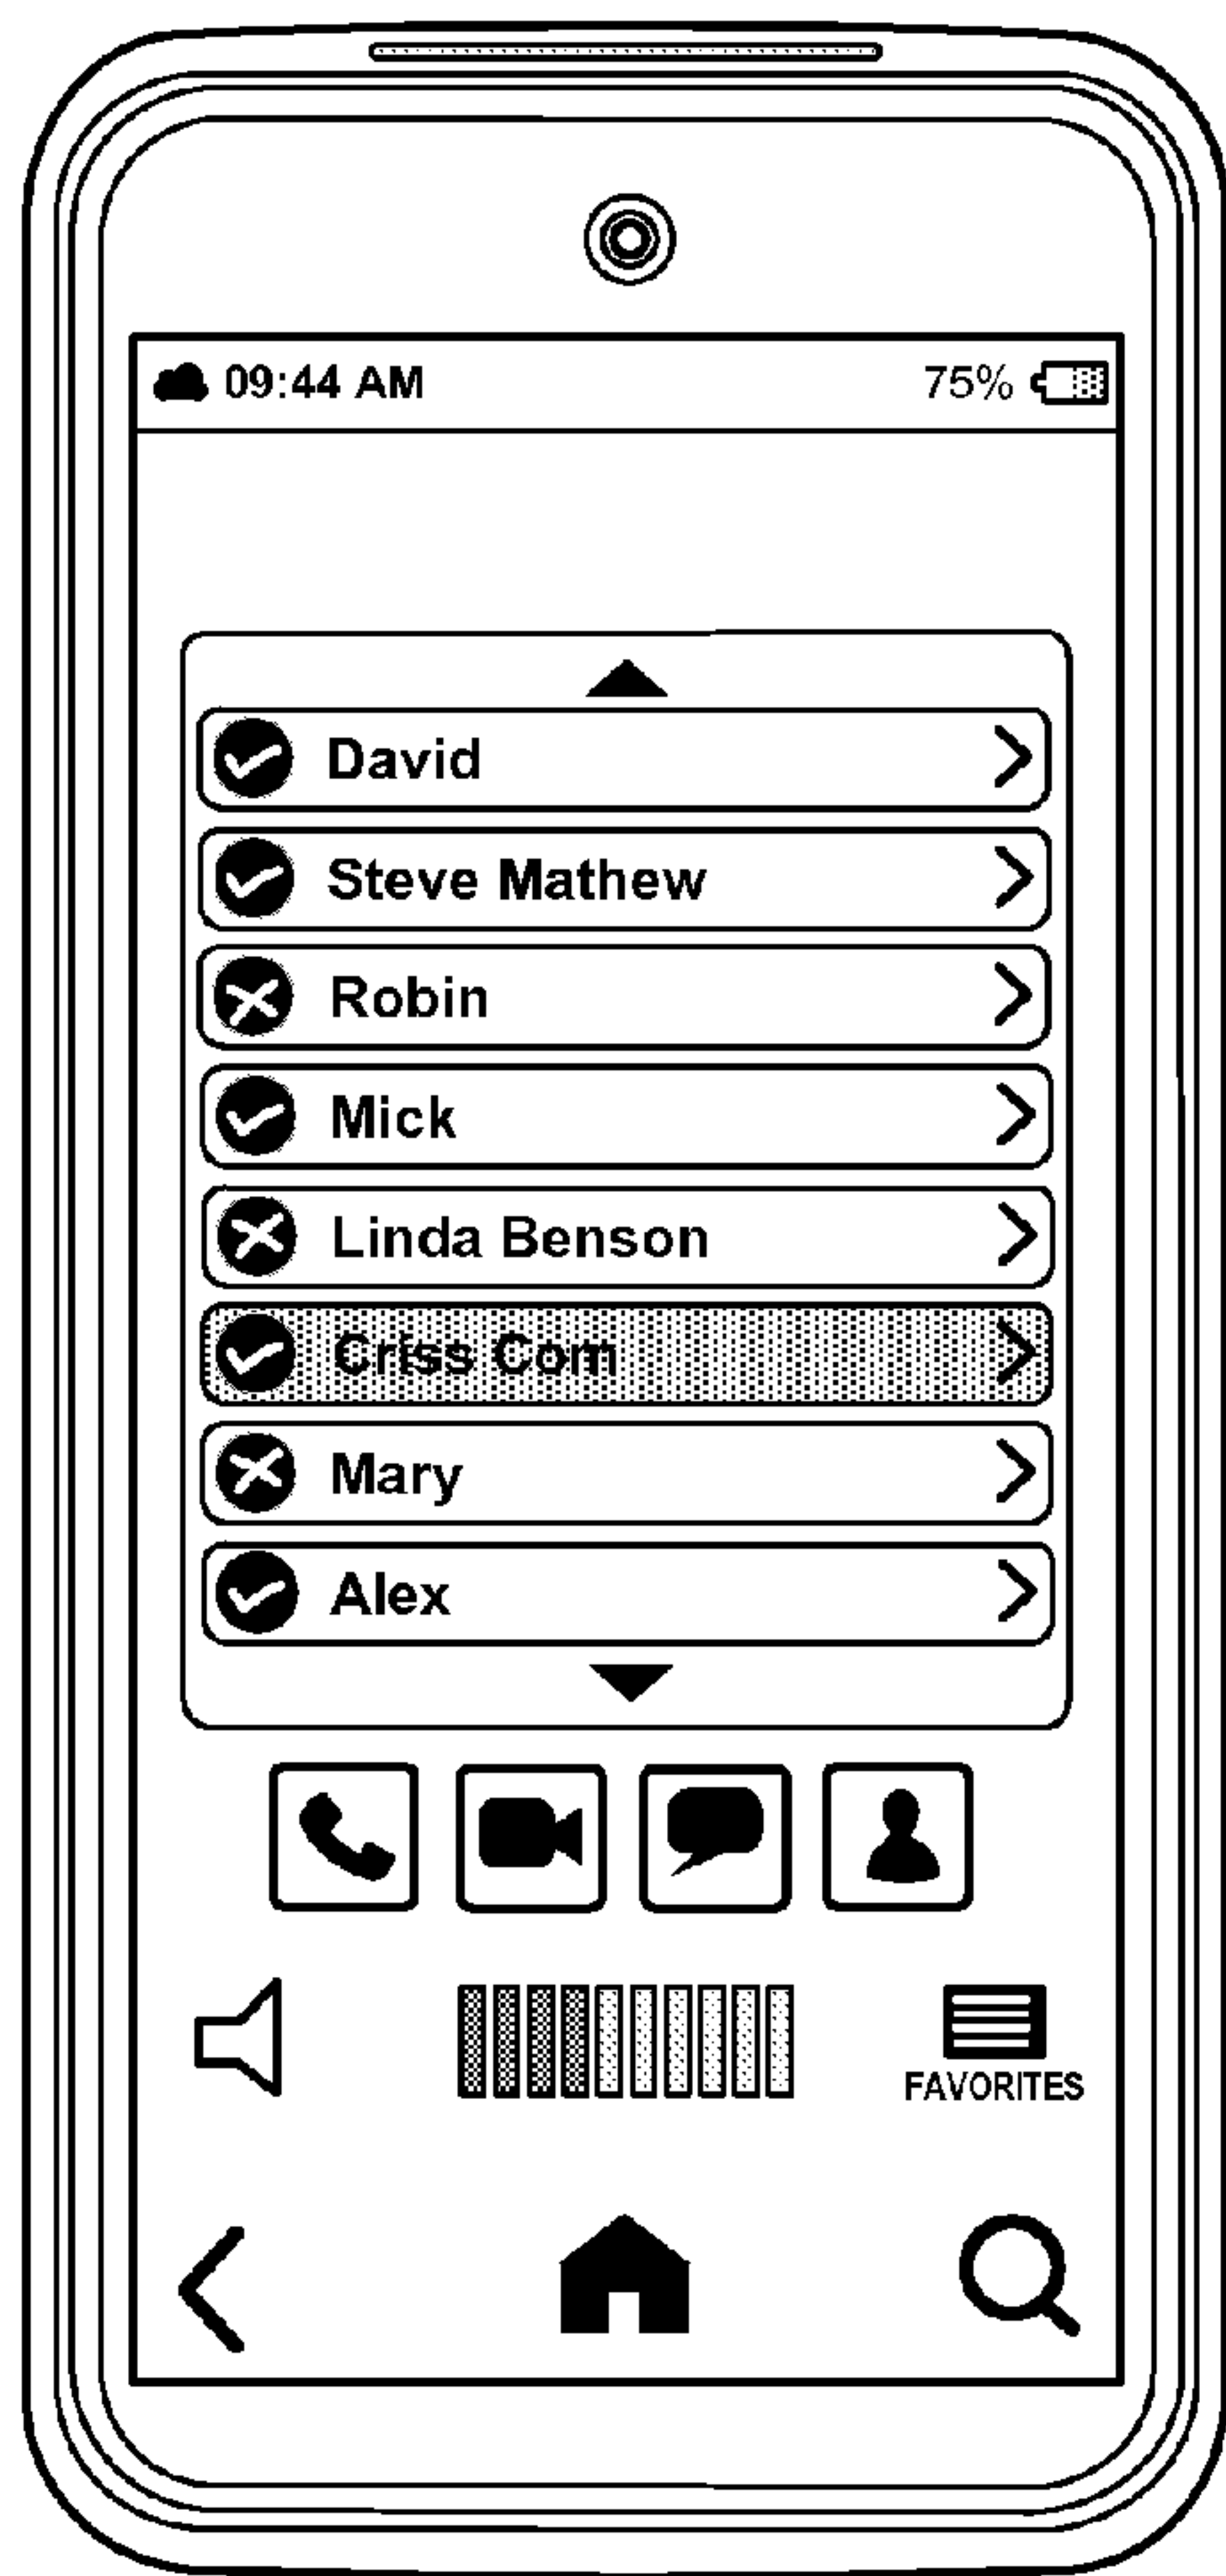 09:44 AM 75%
David
Steve Mathew
Robin
Mick
Linda Benson
Criss Com
Mary
Alex
FAVORITES